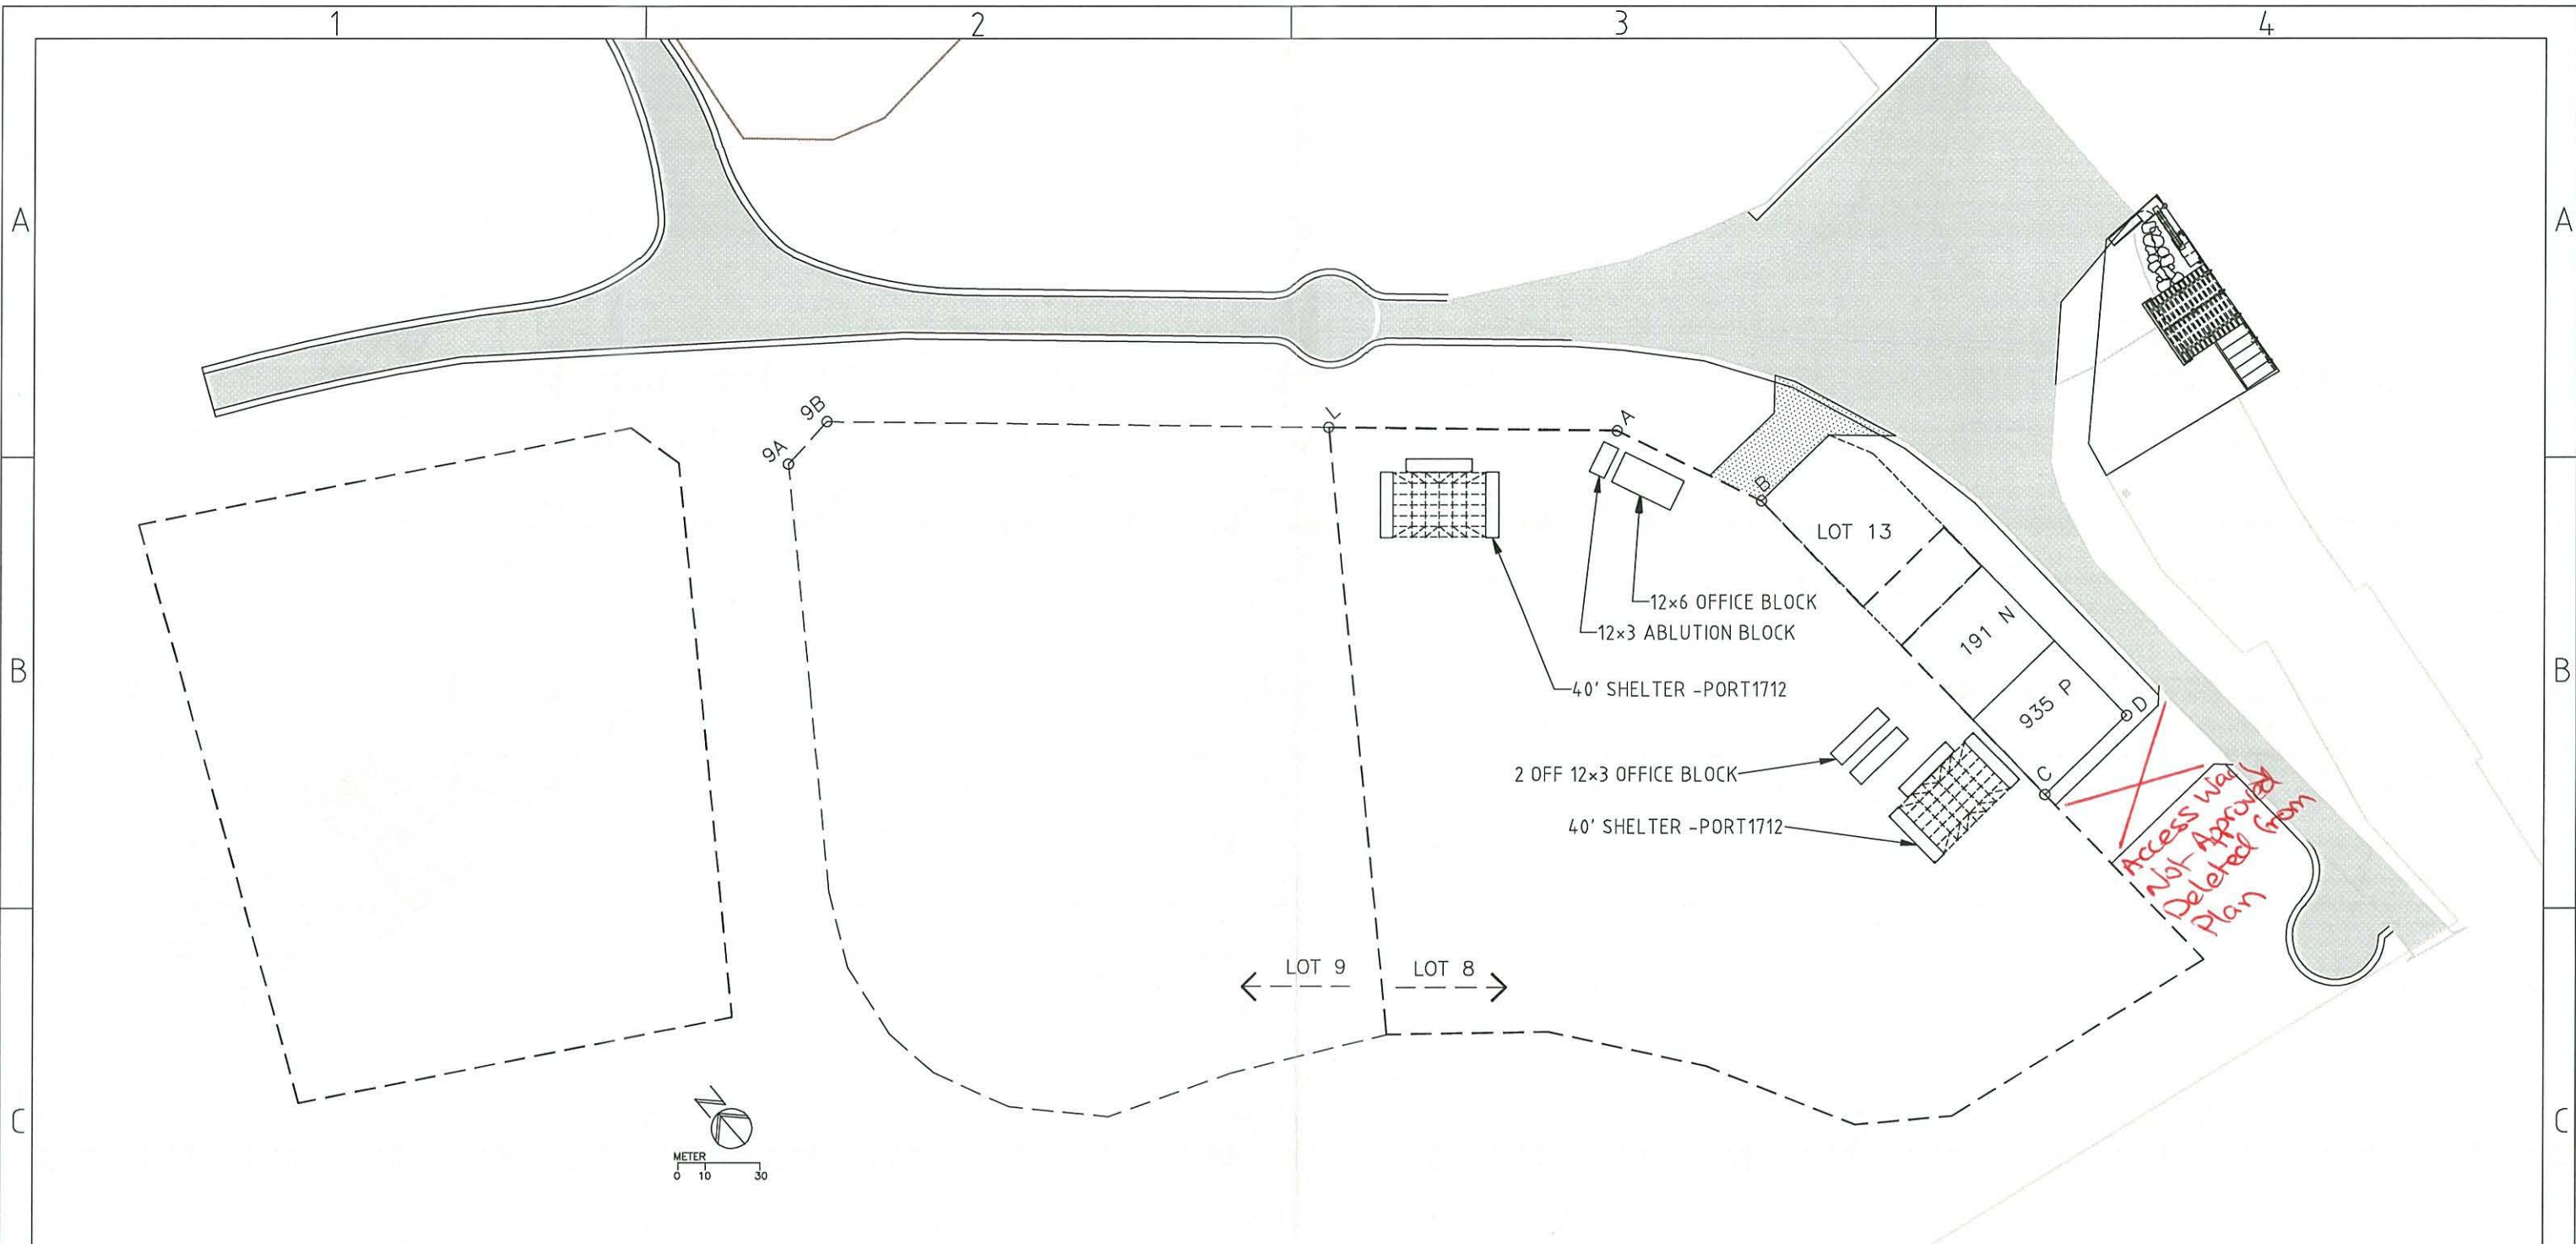 1
2
3
4
A
A
9B
9A
L
A
B
LOT 13
12×6 OFFICE BLOCK
12×3 ABLUTION BLOCK
191 N
B
B
40' SHELTER -PORT1712
935 P
D
2 OFF 12×3 OFFICE BLOCK
C
40' SHELTER -PORT1712
Access Way
Not Approved
Deleted from
Plan
LOT 9
LOT 8
N
C
C
METER
0 10 30